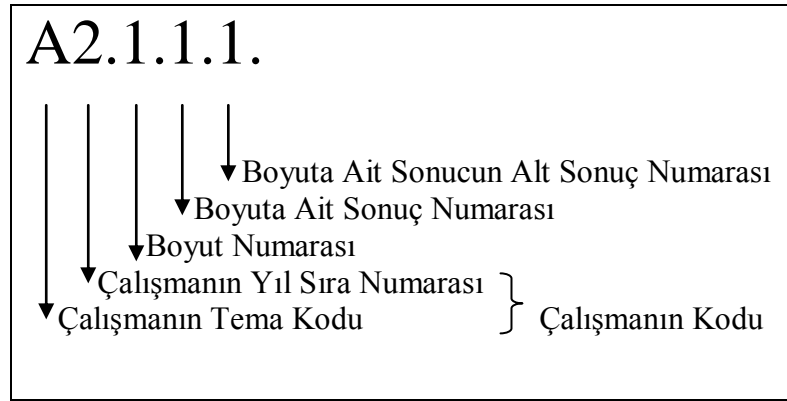 A2.1.1.1.
Boyuta Ait Sonucun Alt Sonuç Numarası
Boyuta Ait Sonuç Numarası
Boyut Numarası
Çalışmanın Yıl Sıra Numarası
Çalışmanın Tema Kodu
Çalışmanın Kodu